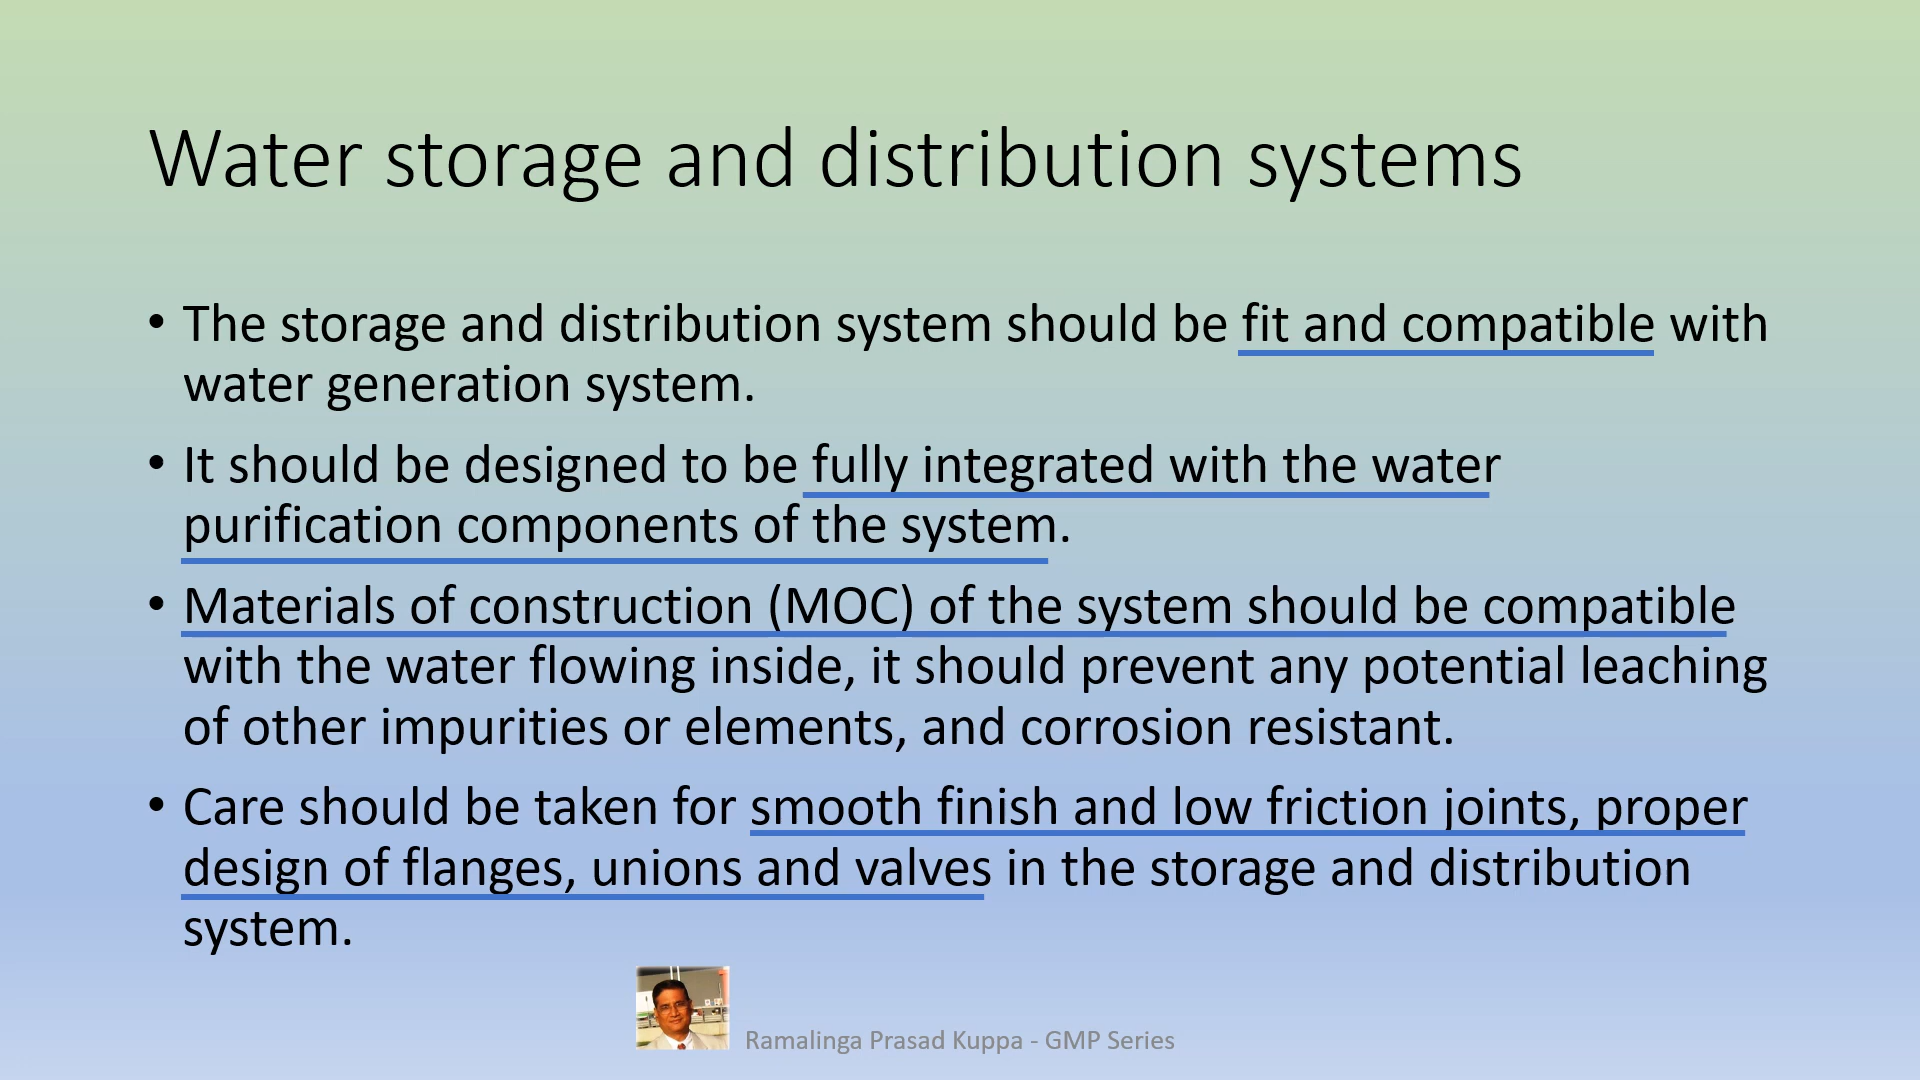 Water storage and distribution systems
• The storage and distribution system should be fit and compatible with
water generation system.
• It should be designed to be fully integrated with the water
purification components of the system.
• Materials of construction (MOC) of the system should be compatible
with the water flowing inside, it should prevent any potential leaching
of other impurities or elements, and corrosion resistant.
• Care should be taken for smooth finish and low friction joints, proper
design of flanges, unions and valves in the storage and distribution
system.
Ramalinga Prasad Kuppa - GMP Series